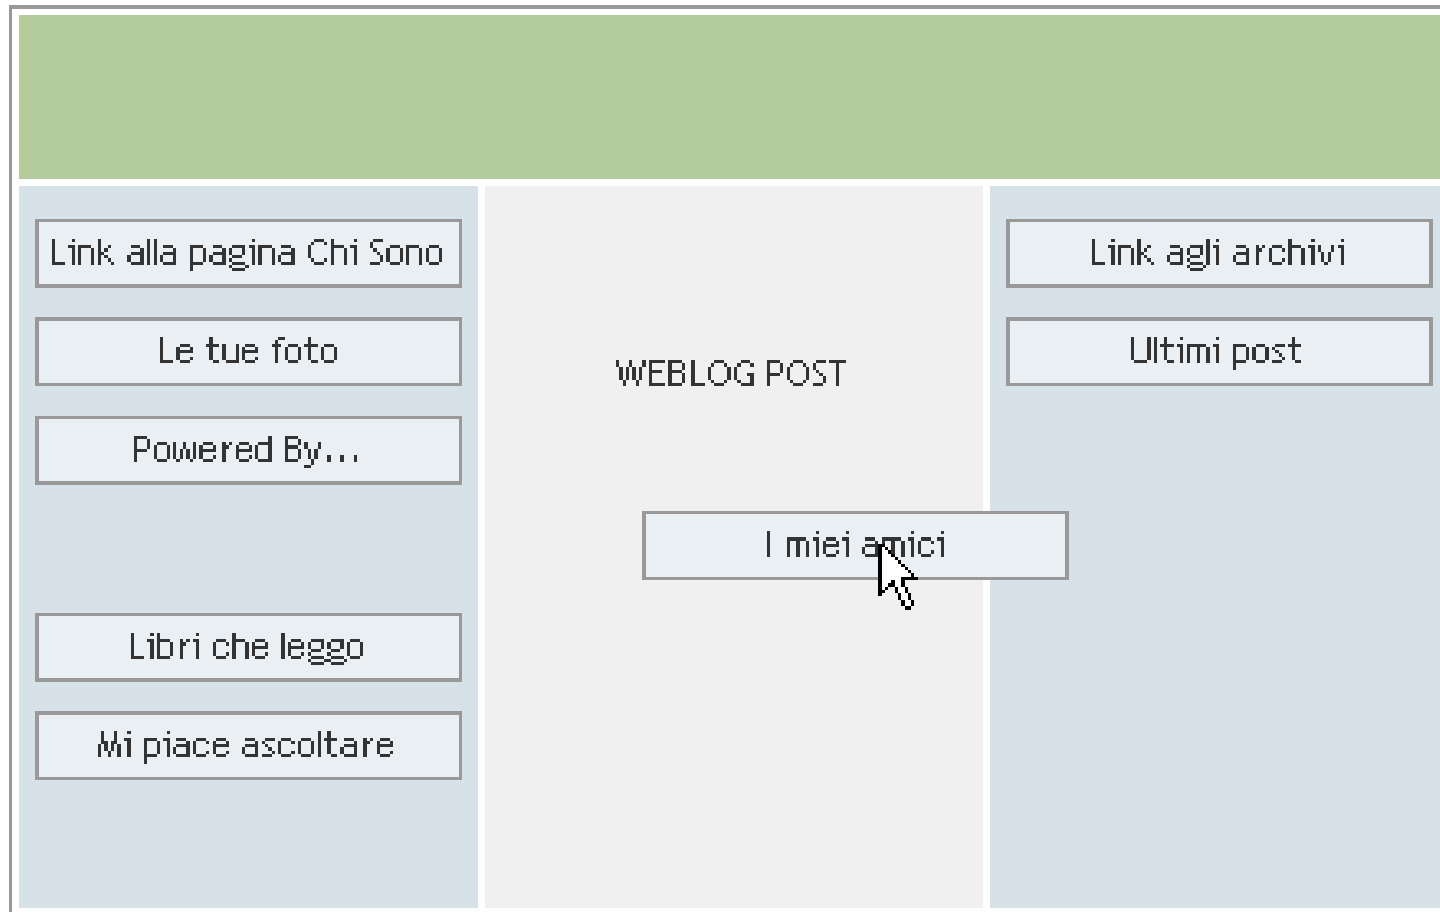 Link alla pagina Chi Sono
Le tue foto
Powered By...
Libri che leggo
Mi piace ascoltare
WEBLOG POST
I miei amici
Link agli archivi
Ultimi post